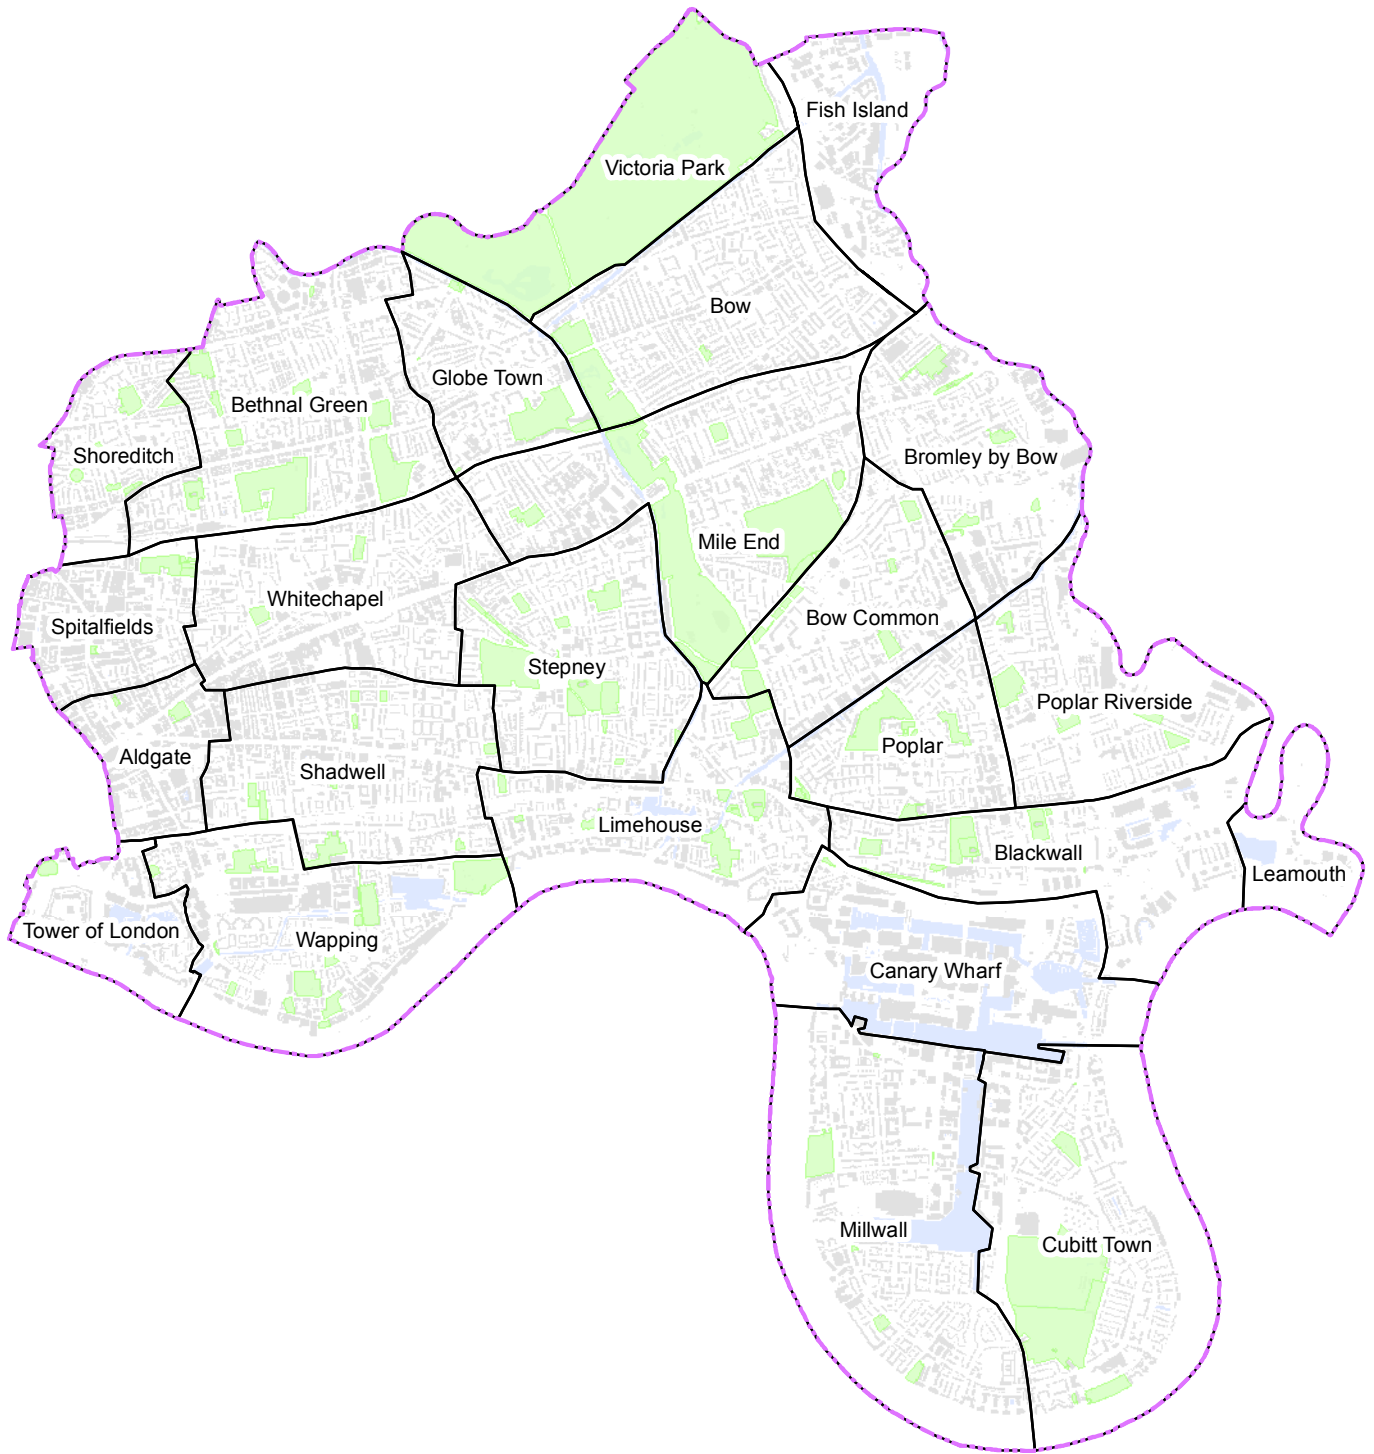 Fish Island
Victoria Park
Bow
Globe Town
Bethnal Green
Shoreditch
Bromley by Bow
Mile End
Whitechapel
Bow Common
Spitalfields
Stepney
Poplar Riverside
Poplar
Aldgate
Shadwell
Limehouse
Blackwall
Leamouth
Tower of London
Wapping
Canary Wharf
Millwall
Cubitt Town